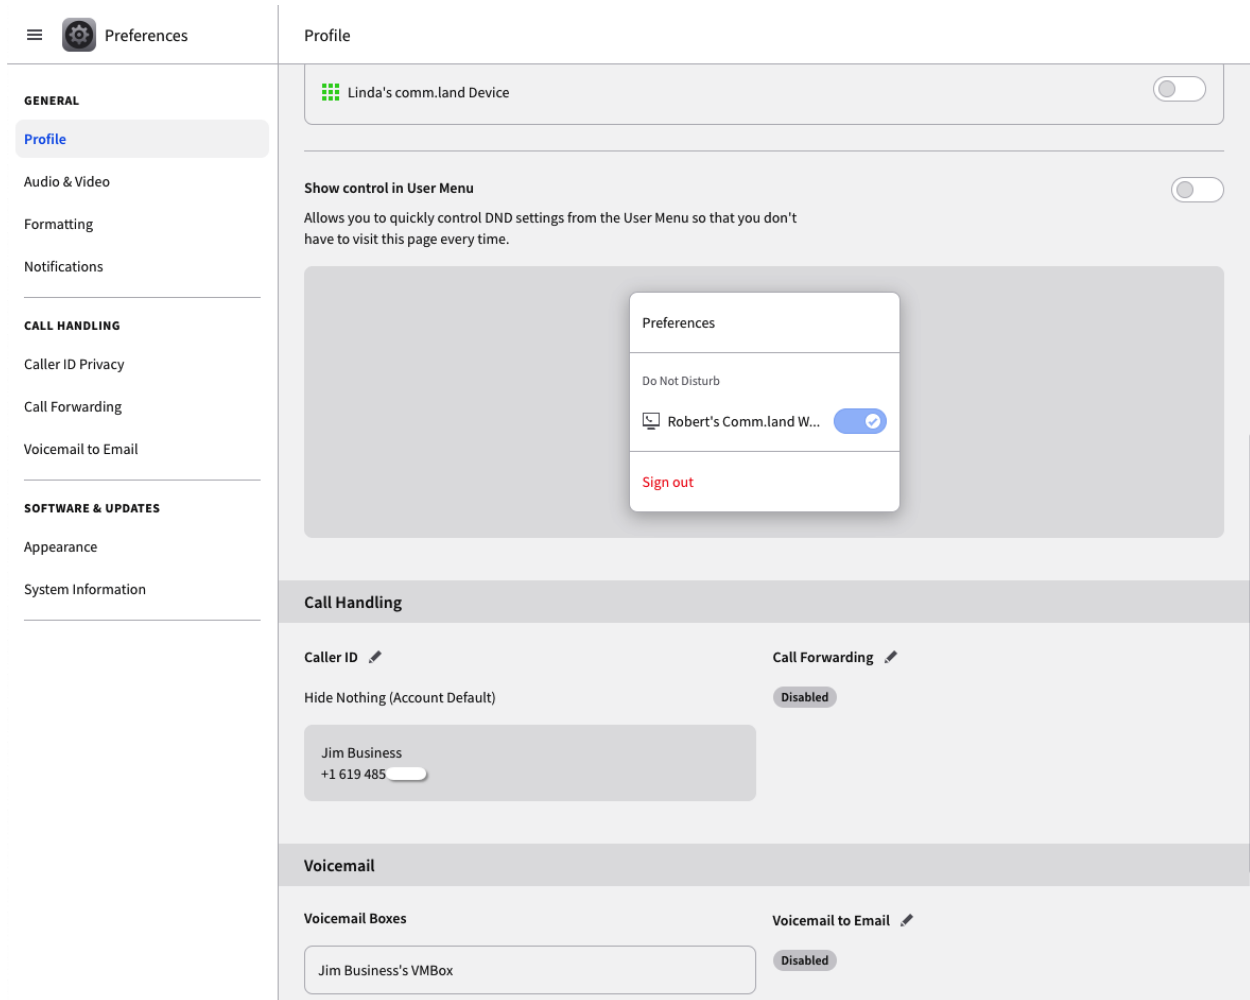 Preferences
Profile
GENERAL
Profile
Audio & Video
Formatting
Notifications
CALL HANDLING
Caller ID Privacy
Call Forwarding
Voicemail to Email
SOFTWARE & UPDATES
Appearance
System Information
Linda's comm.land Device
Show control in User Menu
Allows you to quickly control DND settings from the User Menu so that you don't
have to visit this page every time.
Preferences
Do Not Disturb
Robert's Comm.land W...
Sign out
Call Handling
Caller ID
Hide Nothing (Account Default)
Jim Business
+1 619 485
Call Forwarding
Disabled
Voicemail
Voicemail Boxes
Jim Business's VMBox
Voicemail to Email
Disabled